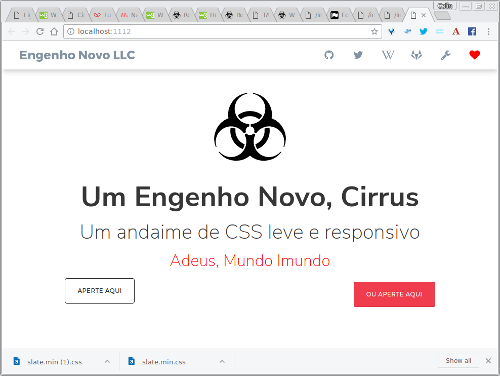 Celio
localhost:1112
Engenho Novo LLC
Um Engenho Novo, Cirrus
Um andaime de CSS leve e responsivo
Adeus, Mundo Imundo
APERTE AQUI
OU APERTE AQUI
slate.min (1).css
slate.min.css
Show all